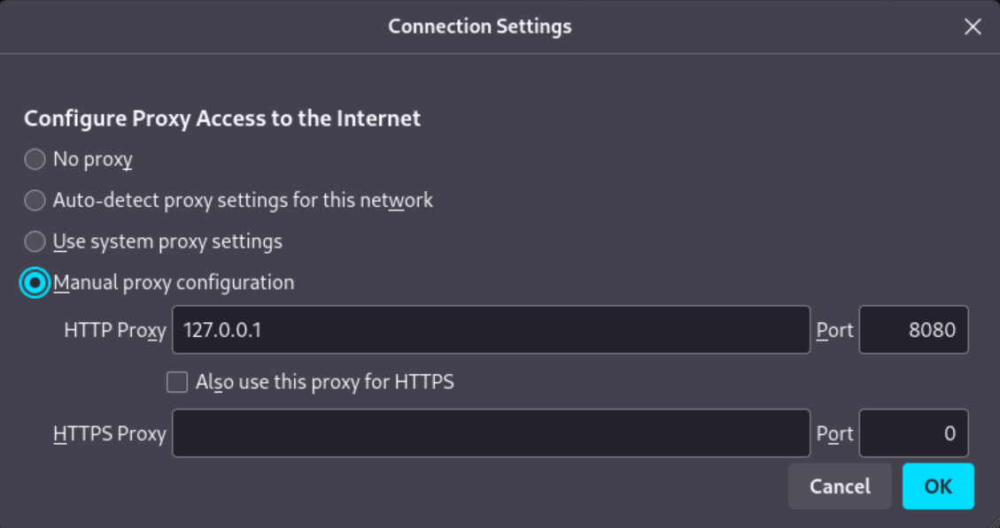 Connection Settings
Configure Proxy Access to the Internet
No proxy
Auto-detect proxy settings for this network
Use system proxy settings
Manual proxy configuration
HTTP Proxy 127.0.0.1 Port 8080
Also use this proxy for HTTPS
HTTPS Proxy Port 0
Cancel OK